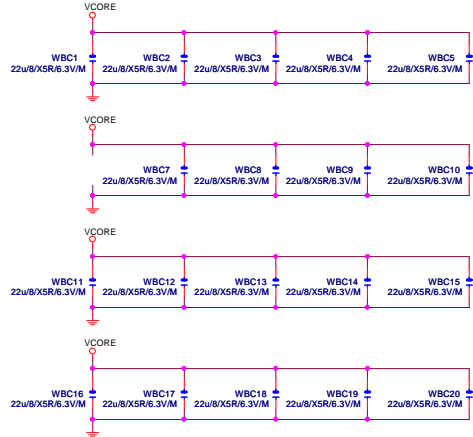 VCORE
WBC1 WBC2 WBC3 WBC4 WBC5
22u/8/X5R/6.3V/M 22u/8/X5R/6.3V/M 22u/8/X5R/6.3V/M 22u/8/X5R/6.3V/M 22u/8/X5R/6.3V/M
VCORE
WBC7 WBC8 WBC9 WBC10
22u/8/X5R/6.3V/M 22u/8/X5R/6.3V/M 22u/8/X5R/6.3V/M 22u/8/X5R/6.3V/M
VCORE
WBC11 WBC12 WBC13 WBC14 WBC15
22u/8/X5R/6.3V/M 22u/8/X5R/6.3V/M 22u/8/X5R/6.3V/M 22u/8/X5R/6.3V/M 22u/8/X5R/6.3V/M
VCORE
WBC16 WBC17 WBC18 WBC19 WBC20
22u/8/X5R/6.3V/M 22u/8/X5R/6.3V/M 22u/8/X5R/6.3V/M 22u/8/X5R/6.3V/M 22u/8/X5R/6.3V/M